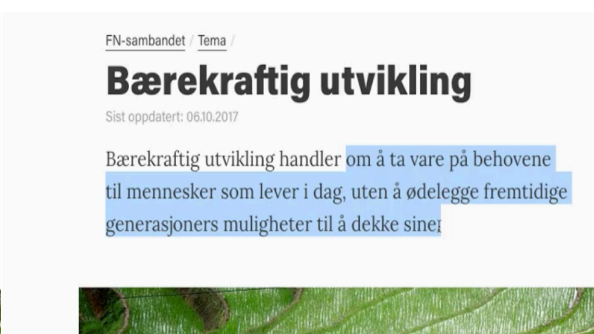 FN-sambandet / Tema /
Bærekraftig utvikling
Sist oppdatert: 06.10.2017
Bærekraftig utvikling handler om å ta vare på behovene
til mennesker som lever i dag, uten å ødelegge fremtidige
generasjoners muligheter til å dekke sine